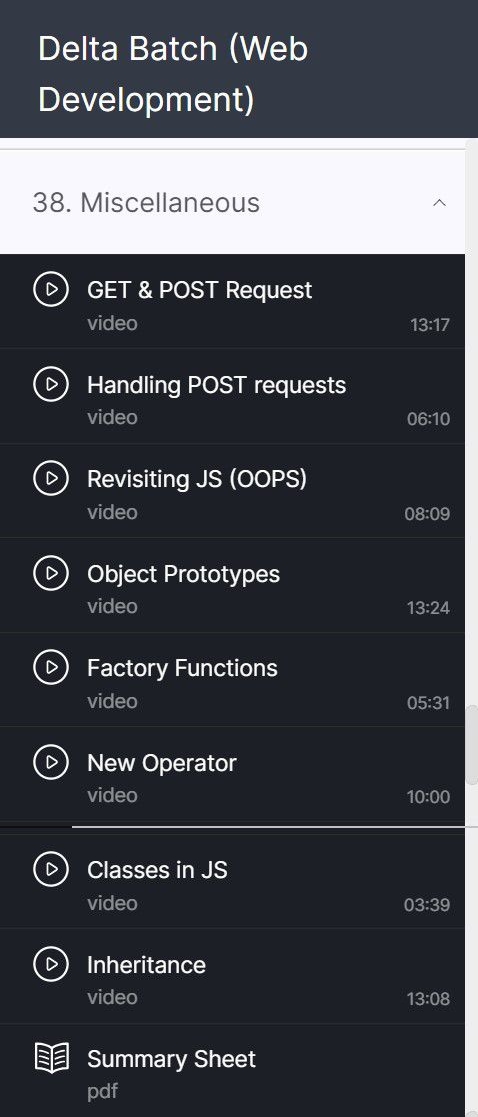 Delta Batch (Web
Development)
38. Miscellaneous
GET & POST Request
video
13:17
Handling POST requests
video
06:10
Revisiting JS (OOPS)
video
08:09
Object Prototypes
video
13:24
Factory Functions
video
05:31
New Operator
video
10:00
Classes in JS
video
03:39
Inheritance
video
13:08
Summary Sheet
pdf